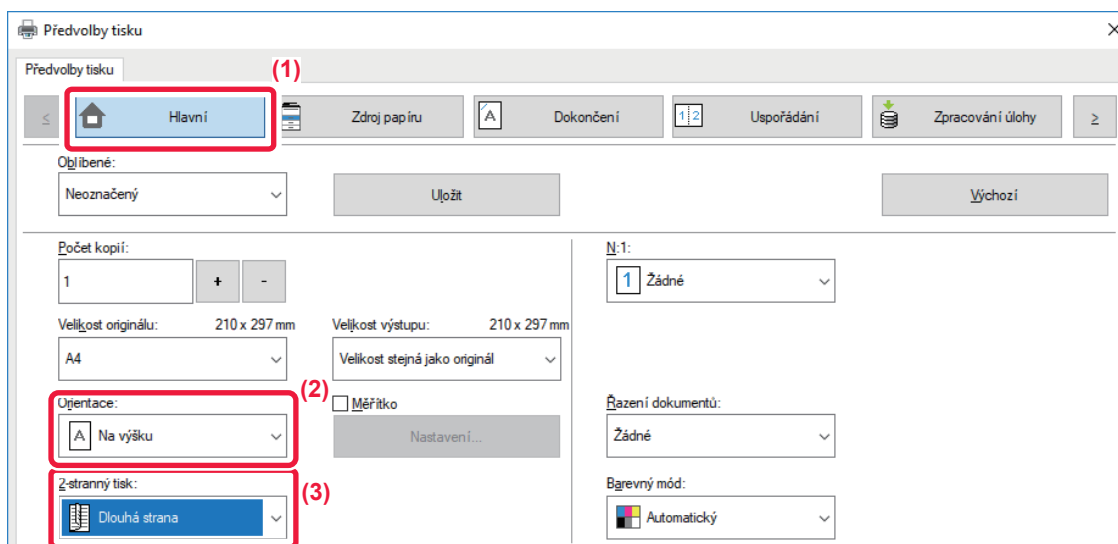 Předvolby tisku
Předvolby tisku
(1)
< Hlavní Zdroj papíru A Dokončení 1 2 Uspořádání Zpracování úlohy >
Oblíbené:
Neoznačený Uložit Výchozí
Počet kopií: N:1:
1 + - 1 Žádné
Velikost originálu: 210 x 297 mm Velikost výstupu: 210 x 297 mm
A4 Velikost stejná jako originál
(2)
Orientace: Měřítko Řazení dokumentů:
A Na výšku Nastavení... Žádné
2-stranný tisk: (3) Barevný mód:
Dlouhá strana Automatický